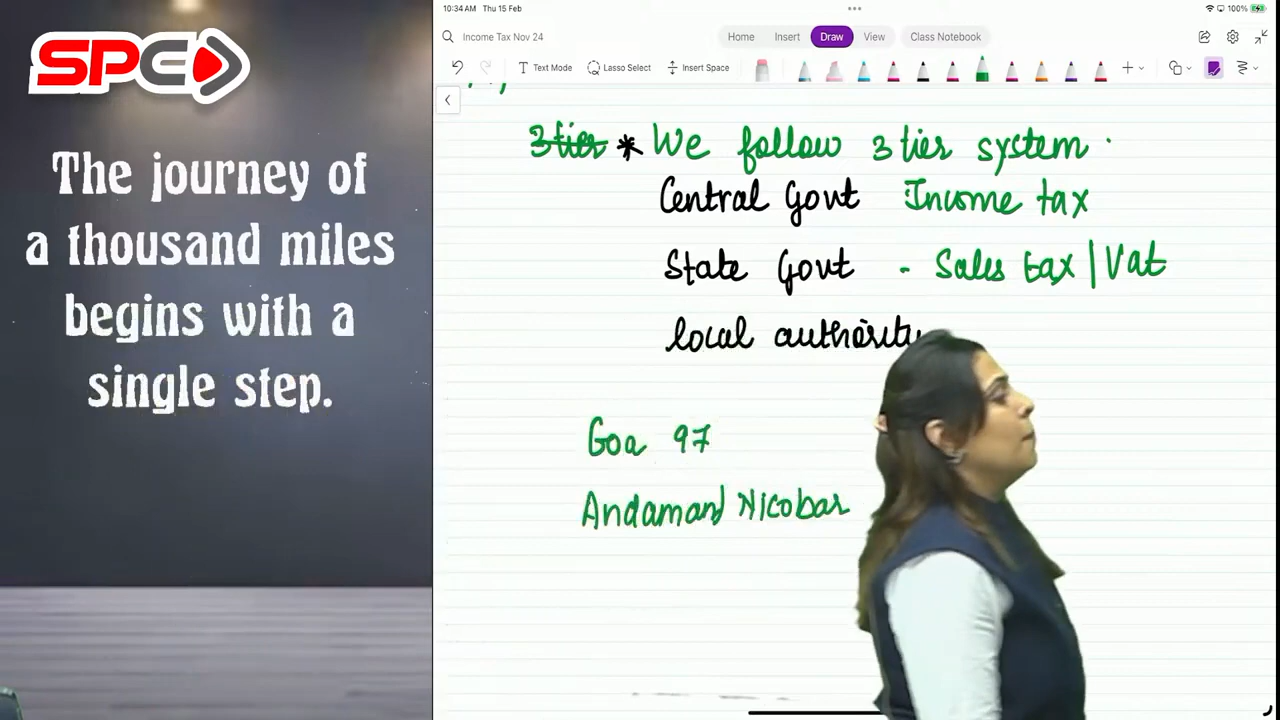 SPC
The journey of
a thousand miles
begins with a
single step.
10:34 AM Thu 15 Feb
100%
Income Tax Nov 24
Home Insert Draw View Class Notebook
Text Mode Lasso Select Insert Space
3 tier * We follow 3 tier system
Central Govt Income tax
State Govt - Sales tax | Vat
local authority
Goa 97
Andamand Nicobar